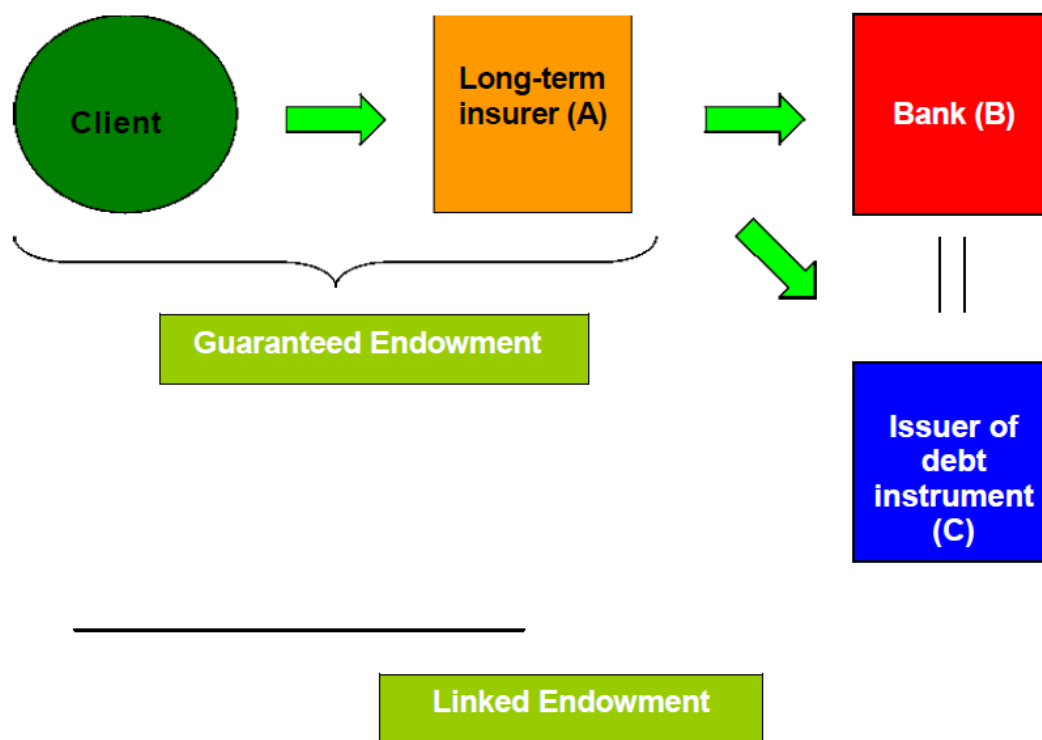 Client
Long-term
insurer (A)
Bank (B)
Guaranteed Endowment
Issuer of
debt
instrument
(C)
Linked Endowment